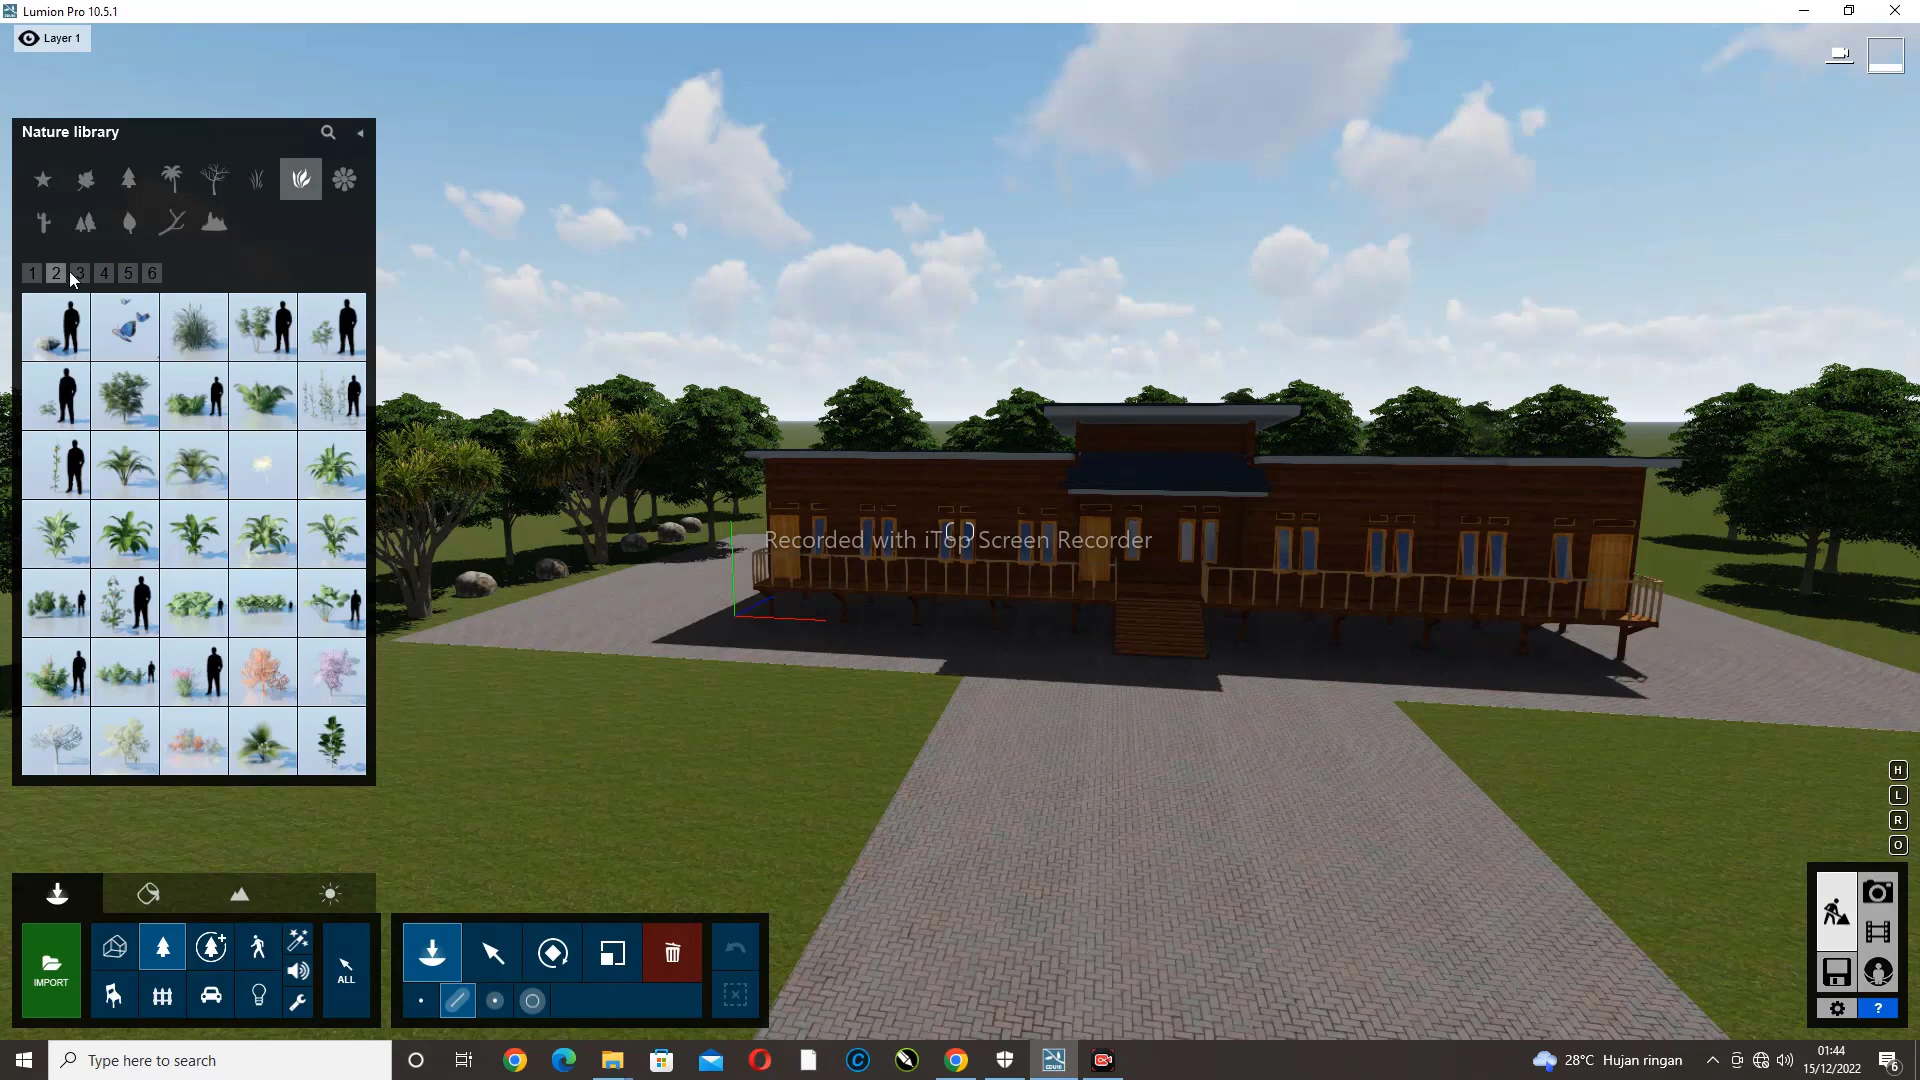 Lumion Pro 10.5.1
Layer 1
Nature library
1 2 3 4 5 6
Recorded with iTop Screen Recorder
H
L
R
O
IMPORT
ALL
?
Type here to search
28°C Hujan ringan
01:44
15/12/2022
6